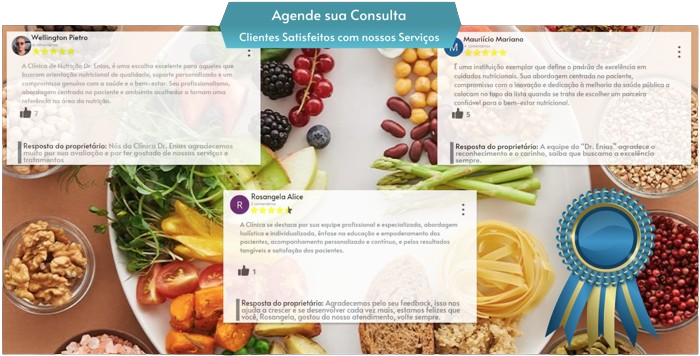 Agende sua Consulta
Clientes Satisfeitos com nossos Serviços
Wellington Pietro
A Clínica de Nutrição Dr. Enios, é uma escolha excelente para aqueles que
buscam orientação nutricional de qualidade, suporte personalizado e um
compromisso genuíno com a saúde e o bem-estar. Seu profissionalismo,
abordagem centrada no paciente e ambiente acolhedor a tornam uma
referência na área da nutrição.
7
Resposta do proprietário: Nós da Clínica Dr. Enios agradecemos
muito por sua avaliação e por ter gostado de nossos serviços e
tratamentos
M
Mauriício Mariano
É uma instituição exemplar que define o padrão de excelência em
cuidados nutricionais. Sua abordagem centrada no paciente,
compromisso com a inovação e dedicação à melhoria da saúde pública a
colocam no topo da lista quando se trata de escolher um parceiro
confiável para o bem-estar nutricional.
5
Resposta do proprietário: A equipe do "Dr. Enius" agradece o
reconhecimento e o carinho, saiba que buscamo a excelência
sempre.
R
Rosangela Alice
A Clínica se destaca por sua equipe profissional e especializada, abordagem
holística e individualizada, ênfase na educação e empoderamento dos
pacientes, acompanhamento personalizado e contínuo, e pelos resultados
tangíveis e satisfação dos pacientes.
1
Resposta do proprietário: Agradecemos pelo seu feedback, isso nos
ajuda a crescer e se desenvolver cada vez mais, estamos felizes que
você, Rosangela, gostou do nosso atendimento, volte sempre.